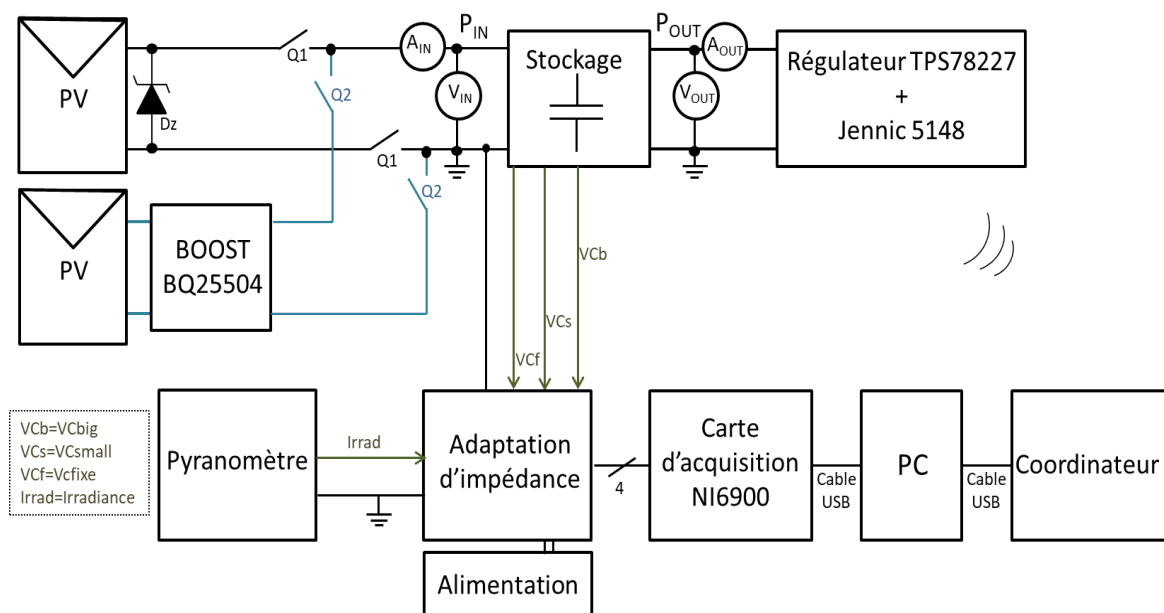 PV
Dz
Q1
Q2
A_IN
P_IN
V_IN
Q1
Q2
Stockage
P_OUT
A_OUT
V_OUT
Régulateur TPS78227
+
Jennic 5148
PV
BOOST
BQ25504
VCb
VCs
VCf
VCb=VCbig
VCs=VCsmall
VCf=Vcfixe
Irrad=Irradiance
Pyranomètre
Irrad
Adaptation
d'impédance
4
Carte
d'acquisition
NI6900
Cable
USB
PC
Cable
USB
Coordinateur
Alimentation